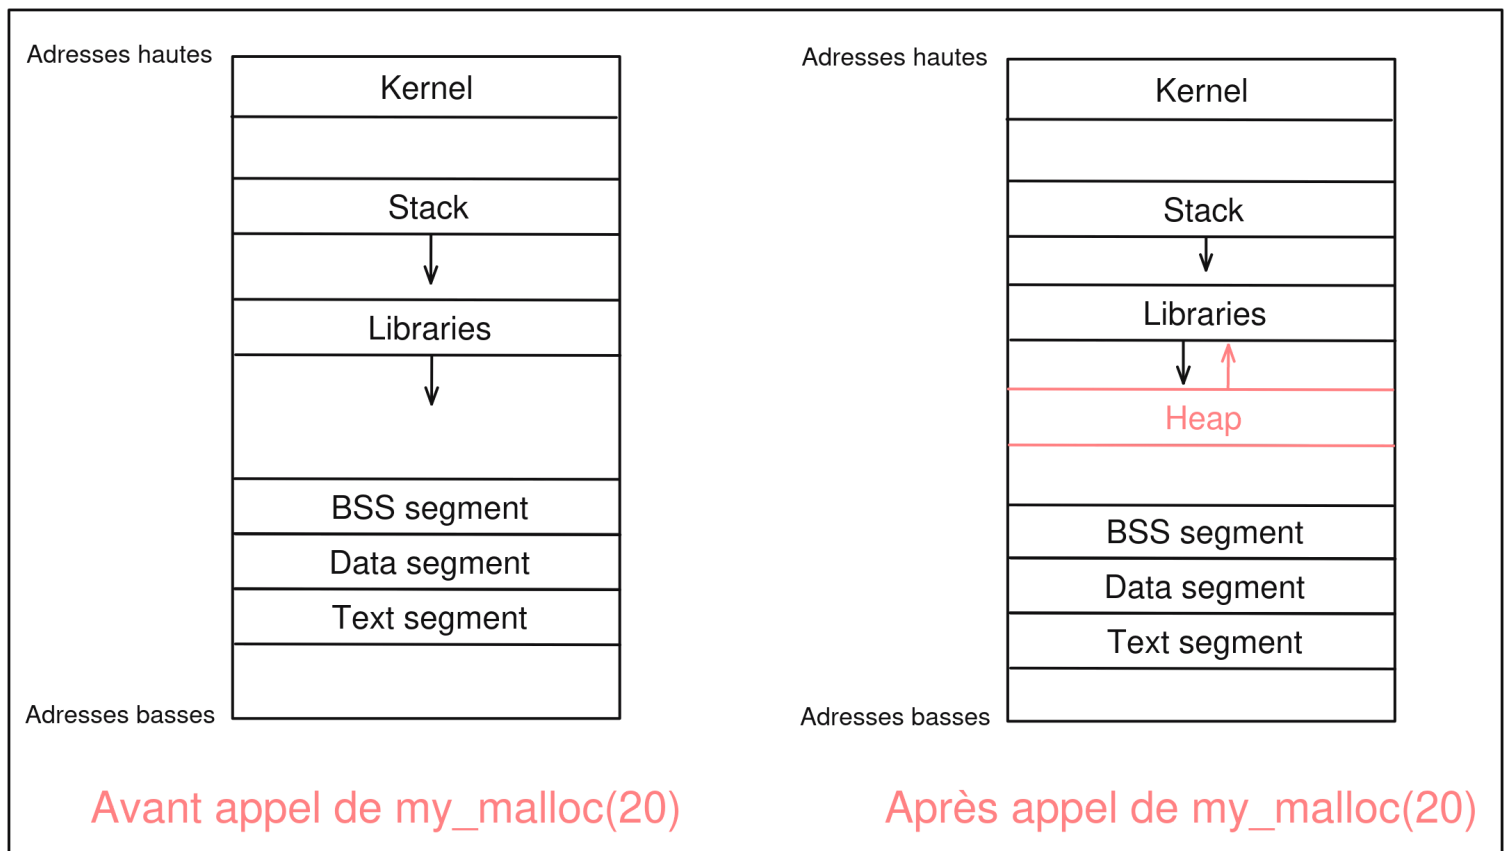 Adresses hautes
Kernel
Stack
Libraries
BSS segment
Data segment
Text segment
Adresses basses
Avant appel de my_malloc(20)
Adresses hautes
Kernel
Stack
Libraries
Heap
BSS segment
Data segment
Text segment
Adresses basses
Après appel de my_malloc(20)